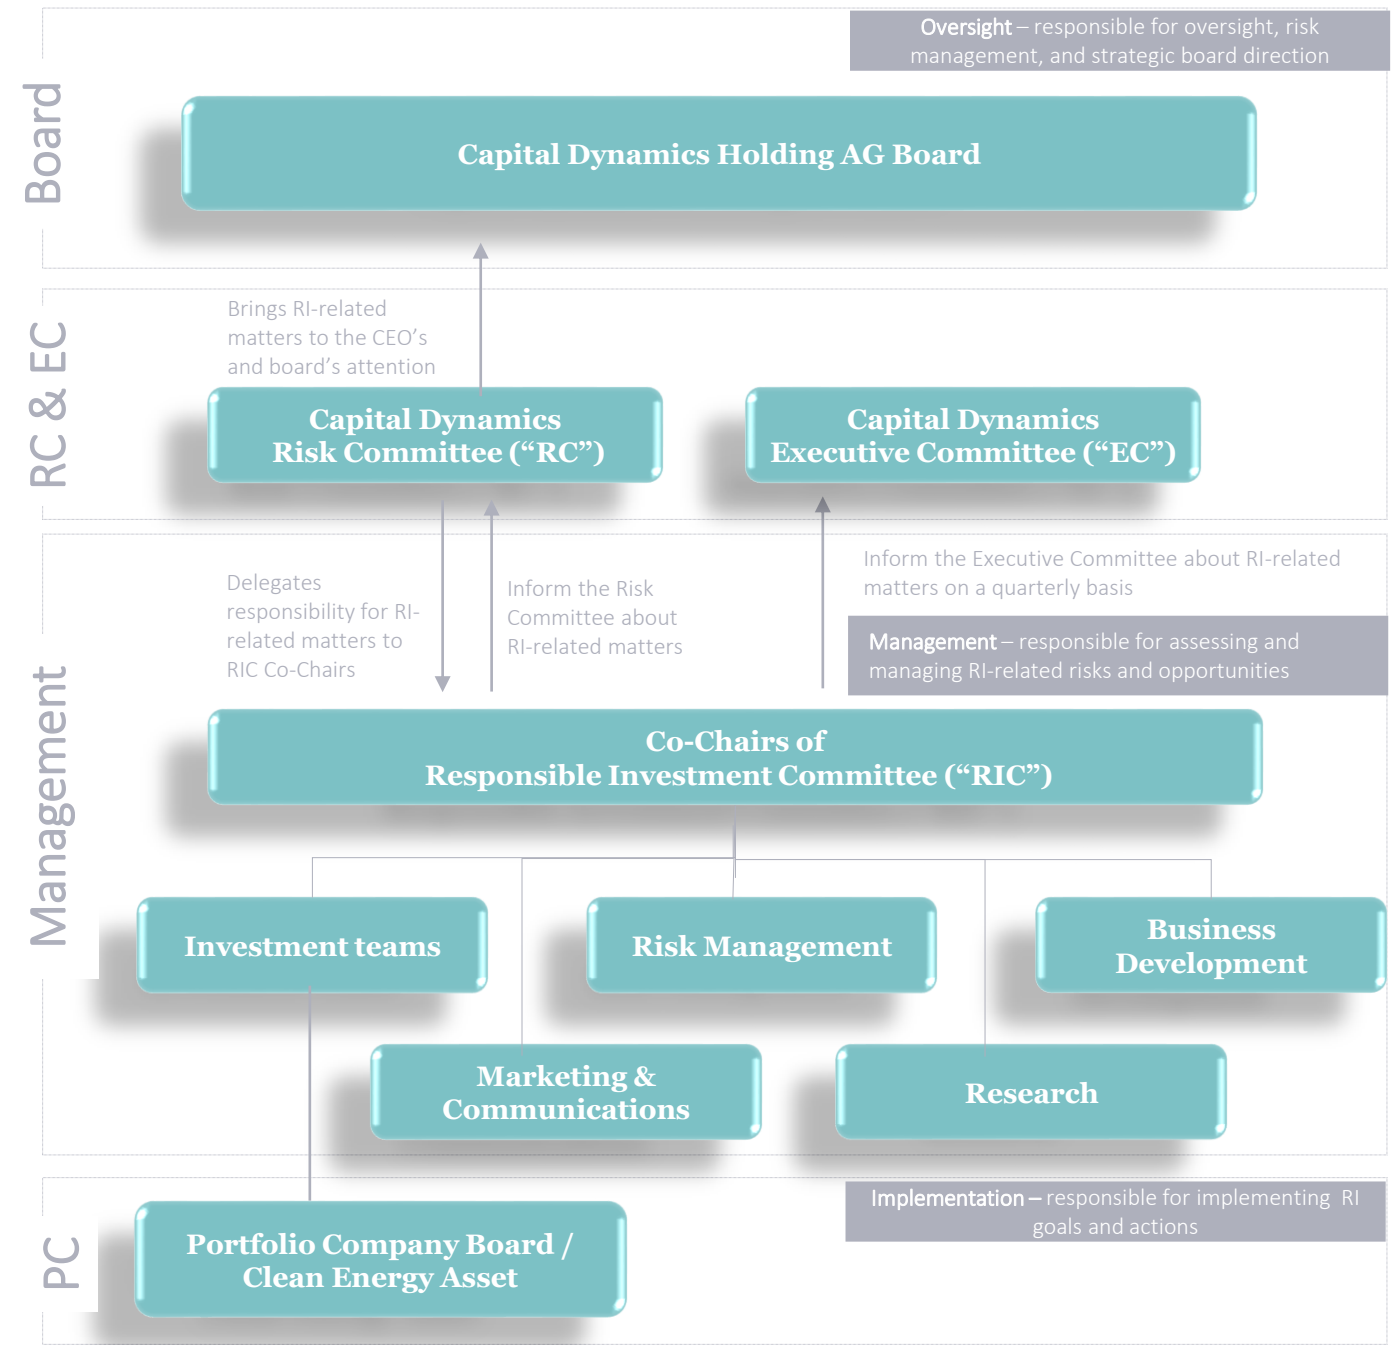 Oversight – responsible for oversight, risk
management, and strategic board direction
Board
Capital Dynamics Holding AG Board
RC & EC
Brings RI-related
matters to the CEO’s
and board’s attention
Capital Dynamics
Risk Committee (“RC”)
Capital Dynamics
Executive Committee (“EC”)
Management
Delegates
responsibility for RI-
related matters to
RIC Co-Chairs
Inform the Risk
Committee about
RI-related matters
Inform the Executive Committee about RI-related
matters on a quarterly basis
Management – responsible for assessing and
managing RI-related risks and opportunities
Co-Chairs of
Responsible Investment Committee (“RIC”)
Investment teams
Risk Management
Business
Development
Marketing &
Communications
Research
PC
Implementation – responsible for implementing RI
goals and actions
Portfolio Company Board /
Clean Energy Asset